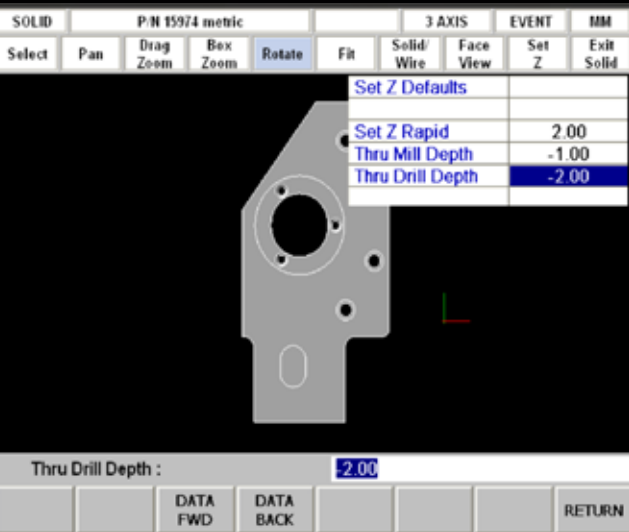 SOLID P/N 15974 metric 3 AXIS EVENT MM
Select Pan Drag Zoom Box Zoom Rotate Fit Solid/ Wire Face View Set Z Exit Solid
Set Z Defaults
Set Z Rapid 2.00
Thru Mill Depth -1.00
Thru Drill Depth -2.00
Thru Drill Depth : -2.00
DATA FWD DATA BACK RETURN